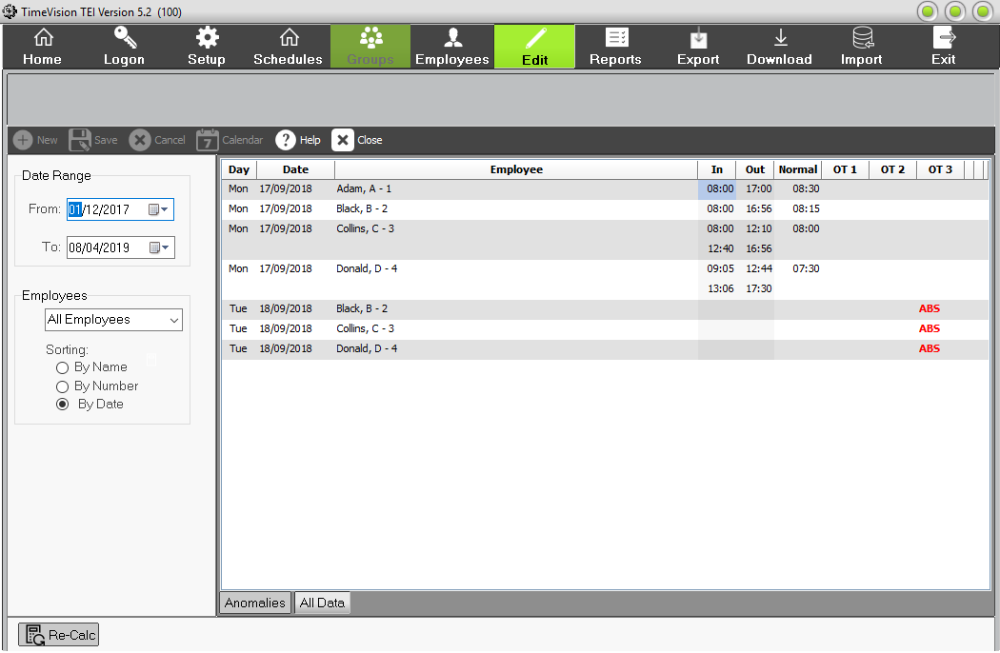 TimeVision TEI Version 5.2 (100)
Home Logon Setup Schedules Groups Employees Edit Reports Export Download Import Exit
New Save Cancel 7 Calendar ? Help Close
Date Range
From: 01/12/2017
To: 08/04/2019
Employees
All Employees
Sorting:
By Name
By Number
By Date
Day Date Employee In Out Normal OT 1 OT 2 OT 3
Mon 17/09/2018 Adam, A - 1 08:00 17:00 08:30
Mon 17/09/2018 Black, B - 2 08:00 16:56 08:15
Mon 17/09/2018 Collins, C - 3 08:00 12:10 08:00
12:40 16:56
Mon 17/09/2018 Donald, D - 4 09:05 12:44 07:30
13:06 17:30
Tue 18/09/2018 Black, B - 2 ABS
Tue 18/09/2018 Collins, C - 3 ABS
Tue 18/09/2018 Donald, D - 4 ABS
Anomalies All Data
Re-Calc